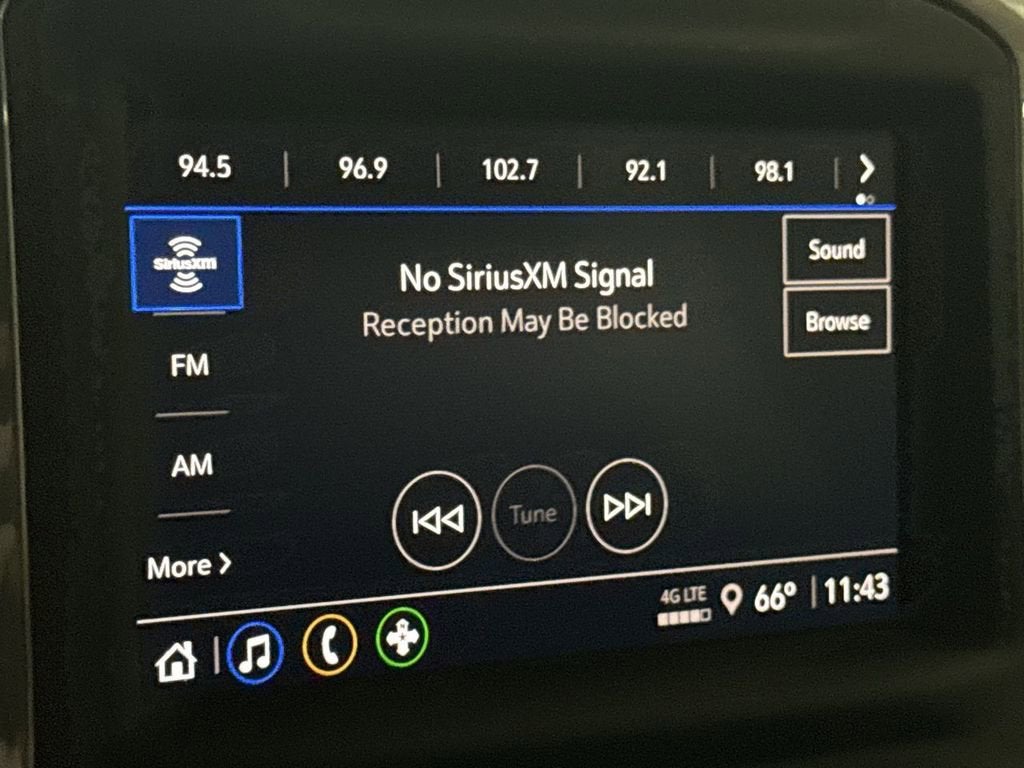 94.5 | 96.9 | 102.7 | 92.1 | 98.1 |
SiriusXM
No SiriusXM Signal
Reception May Be Blocked
Sound
Browse
FM
AM
More
Tune
4G LTE 66° | 11:43
N